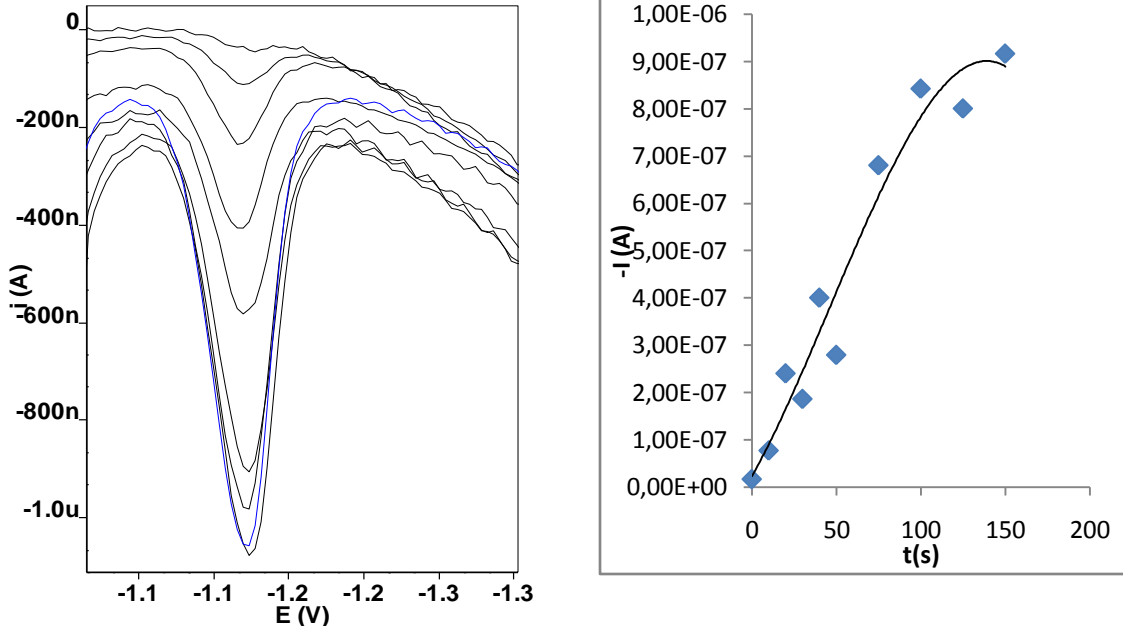 0
-200n
-400n
-600n
-800n
-1.0u
i (A)
-1.1
-1.1
-1.2
-1.2
-1.3
-1.3
E (V)
1,00E-06
9,00E-07
8,00E-07
7,00E-07
6,00E-07
5,00E-07
4,00E-07
3,00E-07
2,00E-07
1,00E-07
0,00E+00
-I (A)
0
50
100
150
200
t(s)